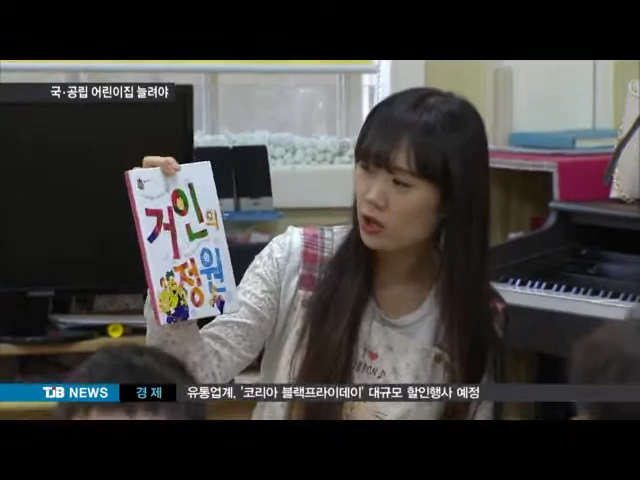 국·공립 어린이집 늘려야
거인의
정원
TJB NEWS 경 제 유통업계, '코리아 블랙프라이데이' 대규모 할인행사 예정